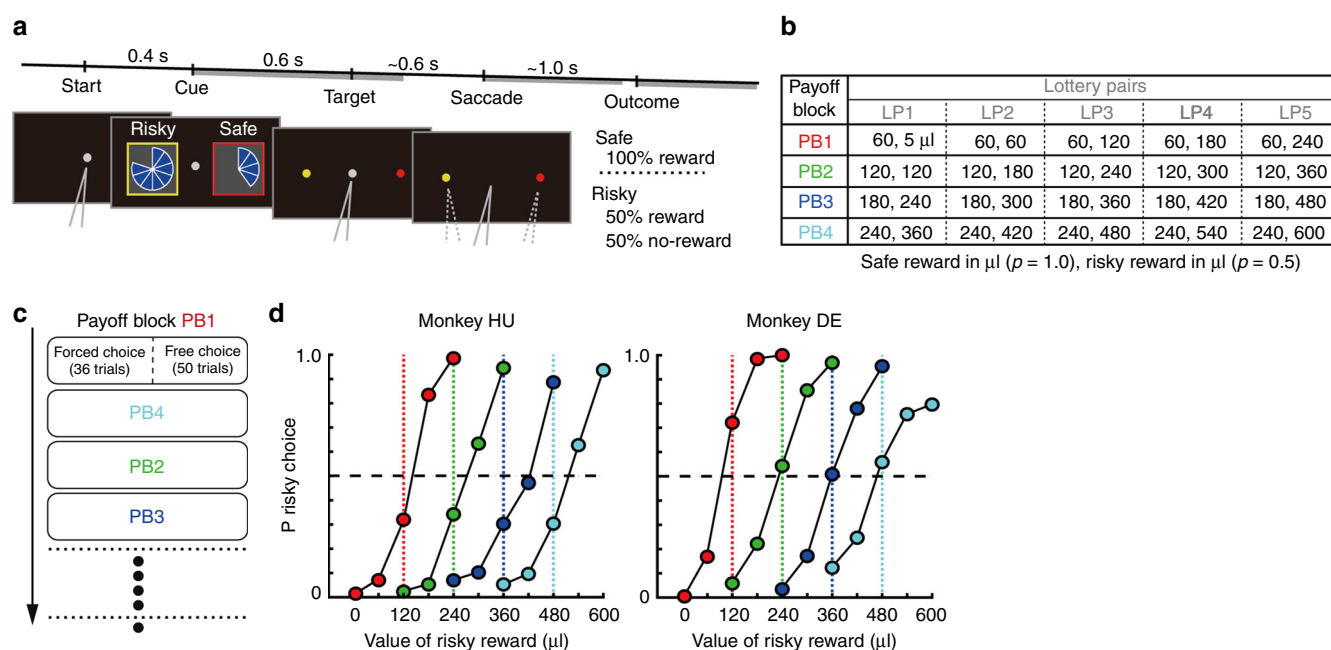 a
0.4 s
0.6 s
~0.6 s
~1.0 s
Start
Cue
Target
Saccade
Outcome
Risky
Safe
Safe
100% reward
Risky
50% reward
50% no-reward
b
Payoff block
Lottery pairs
LP1 LP2 LP3 LP4 LP5
PB1 60, 5 µl 60, 60 60, 120 60, 180 60, 240
PB2 120, 120 120, 180 120, 240 120, 300 120, 360
PB3 180, 240 180, 300 180, 360 180, 420 180, 480
PB4 240, 360 240, 420 240, 480 240, 540 240, 600
Safe reward in µl (p = 1.0), risky reward in µl (p = 0.5)
c
Payoff block PB1
Forced choice (36 trials)
Free choice (50 trials)
PB4
PB2
PB3
d
Monkey HU
P risky choice
1.0
0
0 120 240 360 480 600
Value of risky reward (µl)
Monkey DE
1.0
0
0 120 240 360 480 600
Value of risky reward (µl)